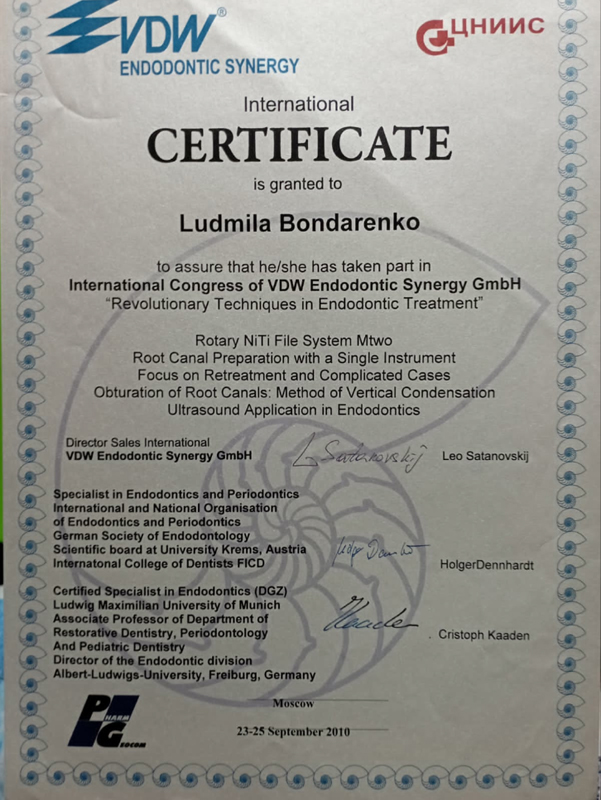 VDW®
ENDODONTIC SYNERGY
ЦНИИС
International
CERTIFICATE
is granted to
Ludmila Bondarenko
to assure that he/she has taken part in
International Congress of VDW Endodontic Synergy GmbH
“Revolutionary Techniques in Endodontic Treatment”
Rotary NiTi File System Mtwo
Root Canal Preparation with a Single Instrument
Focus on Retreatment and Complicated Cases
Obturation of Root Canals: Method of Vertical Condensation
Ultrasound Application in Endodontics
Director Sales International
VDW Endodontic Synergy GmbH
L Satanovskij
Leo Satanovskij
Specialist in Endodontics and Periodontics
International and National Organisation
of Endodontics and Periodontics
German Society of Endodontology
Scientific board at University Krems, Austria
Internatonal College of Dentists FICD
HolgerDennhardt
Certified Specialist in Endodontics (DGZ)
Ludwig Maximilian University of Munich
Associate Professor of Department of
Restorative Dentistry, Periodontology
And Pediatric Dentistry
Director of the Endodontic division
Albert-Ludwigs-University, Freiburg, Germany
Kaaden
. Cristoph Kaaden
PHARM
GEOCOM
Moscow
23-25 September 2010